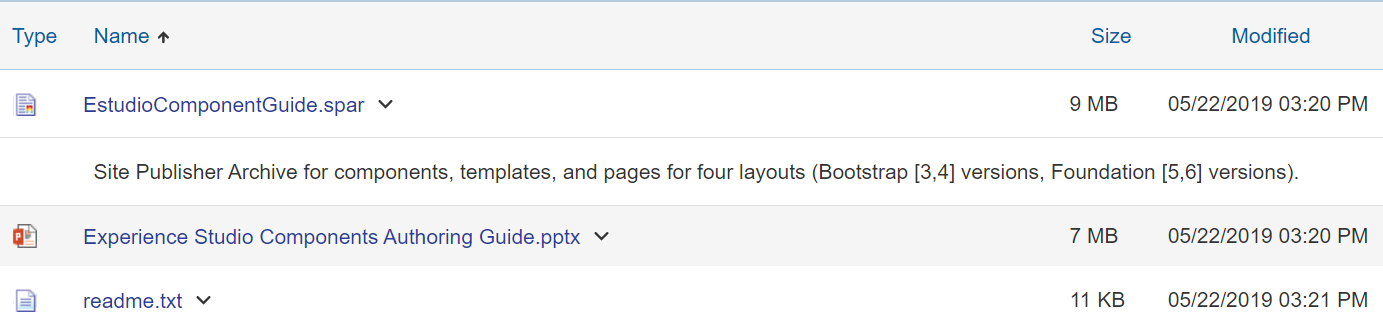 Type Name Size Modified
EstudioComponentGuide.spar 9 MB 05/22/2019 03:20 PM
Site Publisher Archive for components, templates, and pages for four layouts (Bootstrap [3,4] versions, Foundation [5,6] versions).
Experience Studio Components Authoring Guide.pptx 7 MB 05/22/2019 03:20 PM
readme.txt 11 KB 05/22/2019 03:21 PM